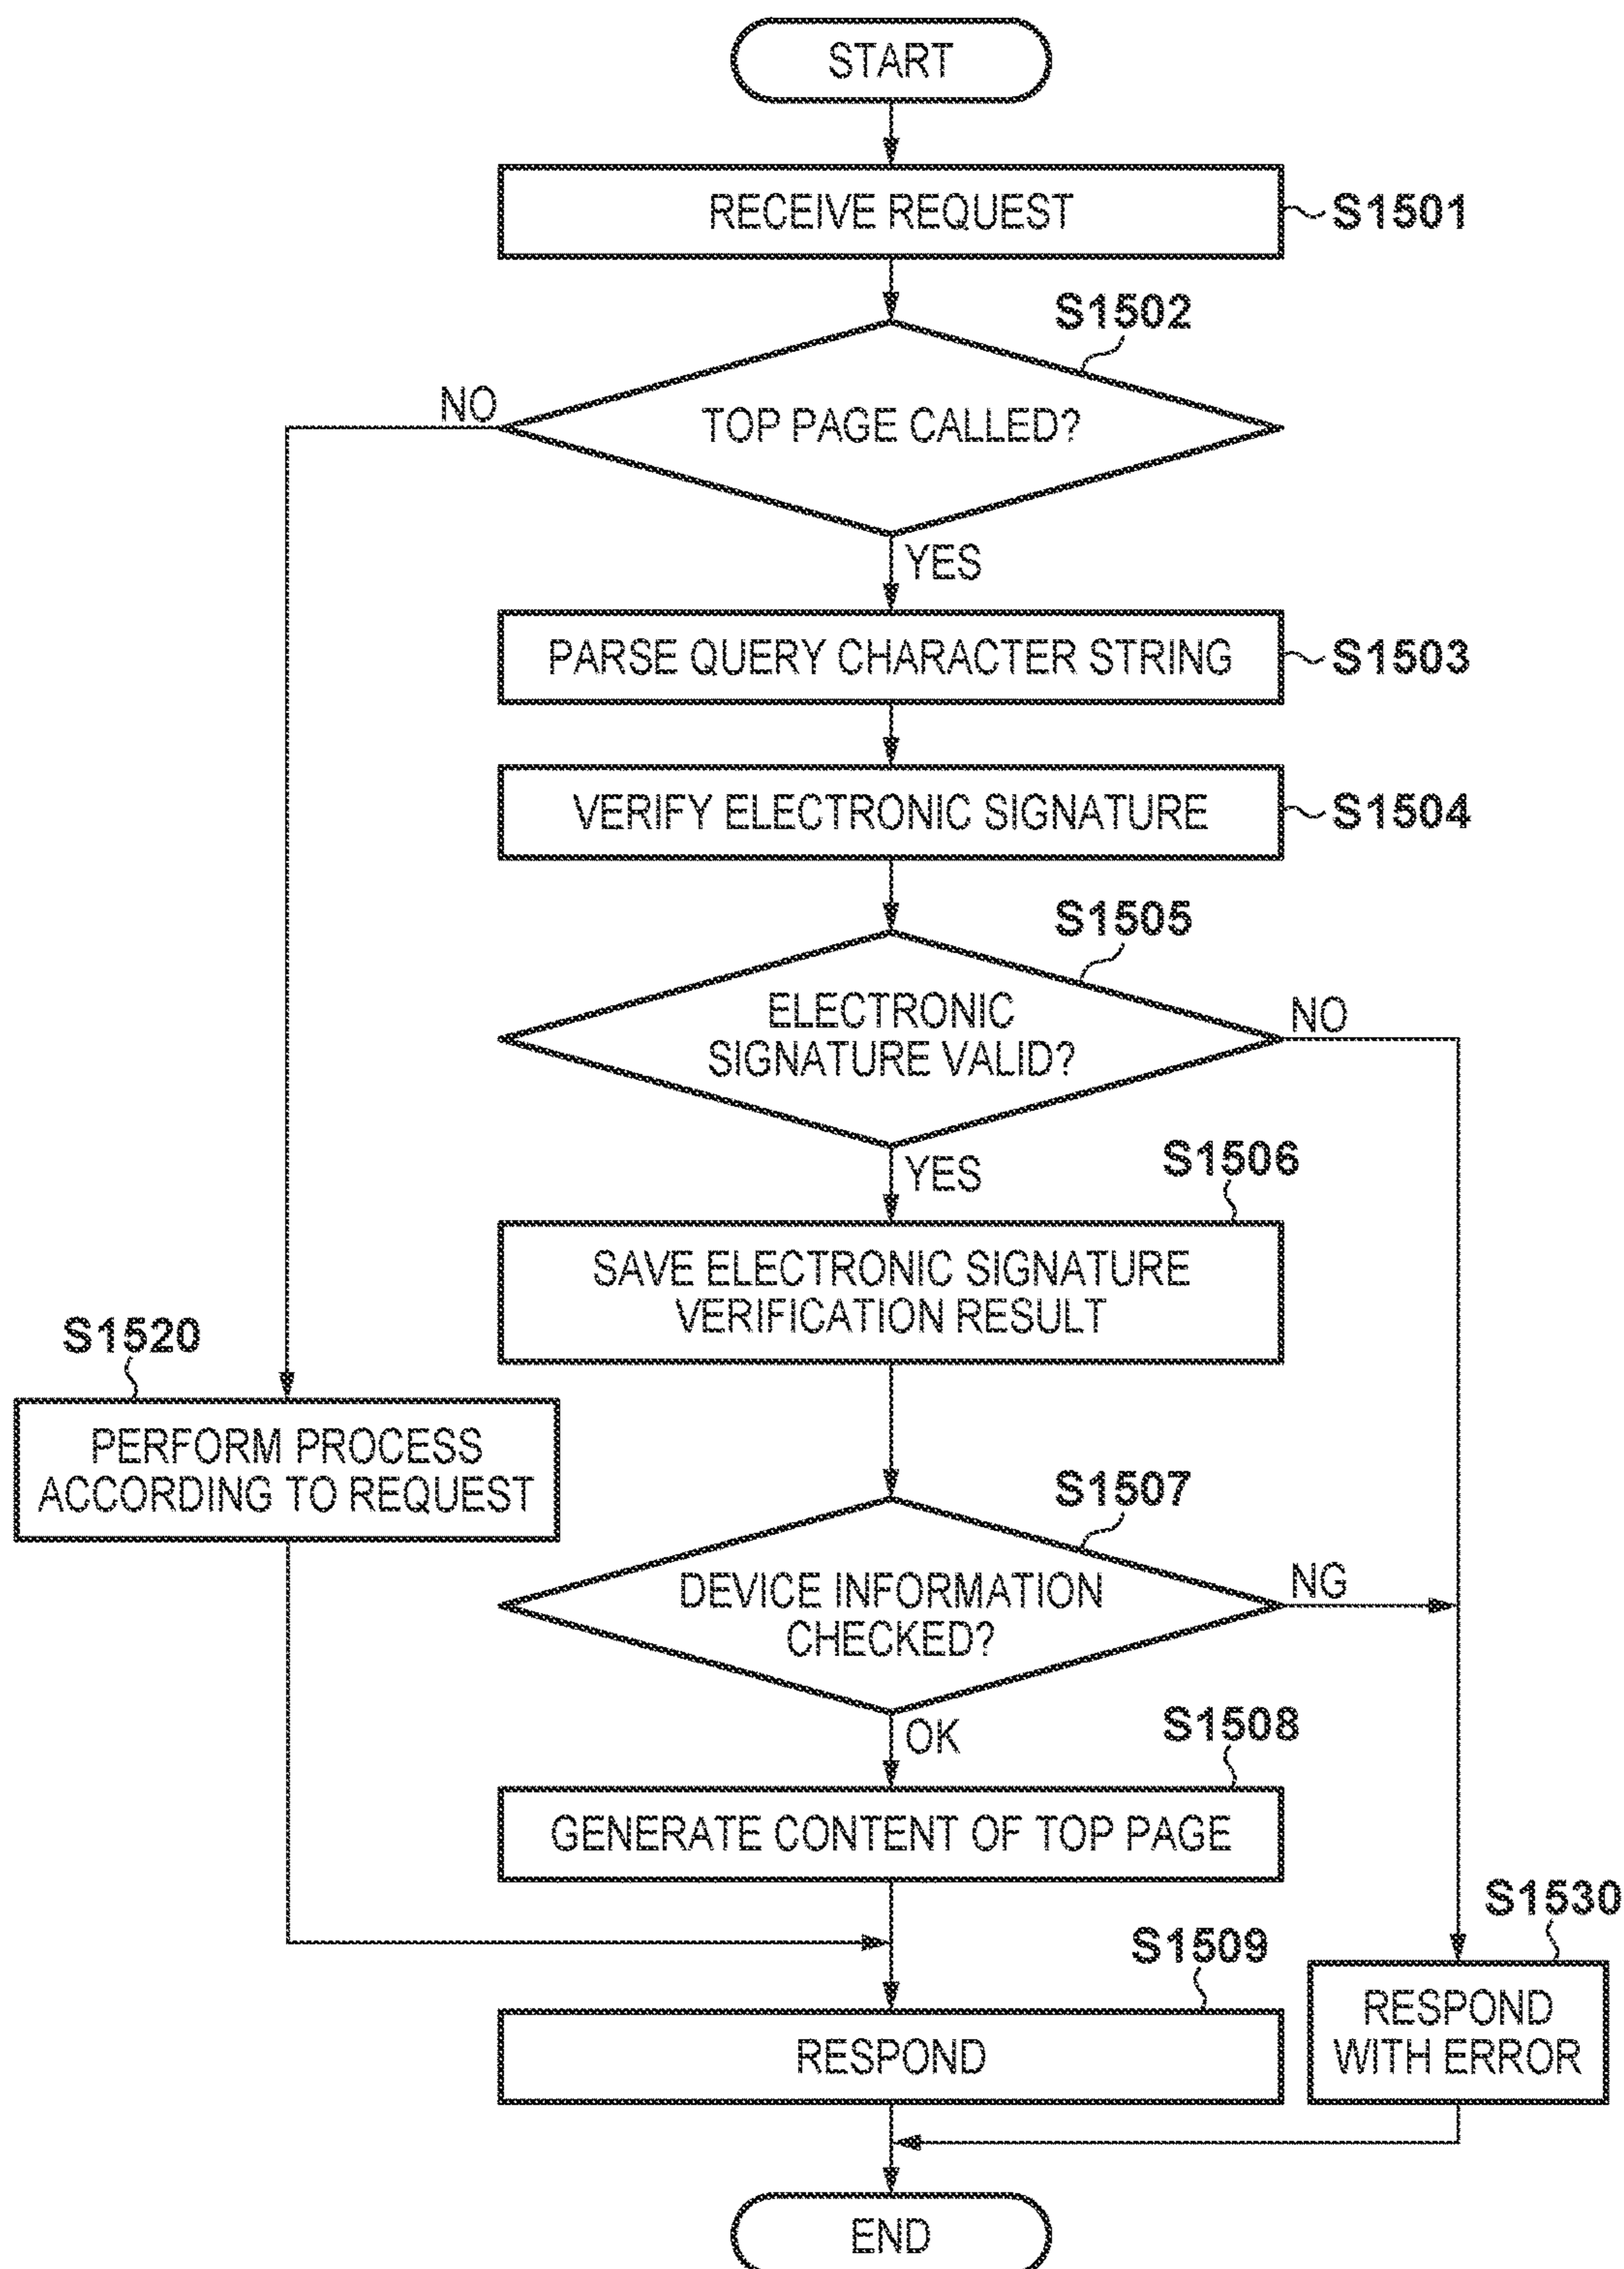 START
RECEIVE REQUEST
S1501
S1502
TOP PAGE CALLED?
NO
YES
PARSE QUERY CHARACTER STRING
S1503
VERIFY ELECTRONIC SIGNATURE
S1504
S1505
ELECTRONIC
SIGNATURE VALID?
NO
YES
S1506
SAVE ELECTRONIC SIGNATURE
VERIFICATION RESULT
S1520
PERFORM PROCESS
ACCORDING TO REQUEST
S1507
DEVICE INFORMATION
CHECKED?
NG
OK
S1508
GENERATE CONTENT OF TOP PAGE
S1530
RESPOND
WITH ERROR
S1509
RESPOND
END